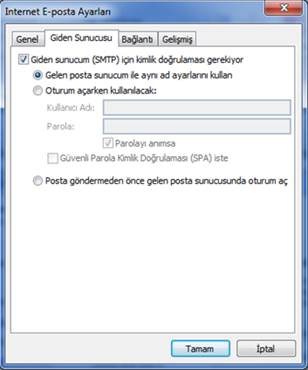 Internet E-posta Ayarları
Genel Giden Sunucusu Bağlantı Gelişmiş
Giden sunucum (SMTP) için kimlik doğrulaması gerekiyor
Gelen posta sunucum ile aynı ad ayarlarını kullan
Oturum açarken kullanılacak:
Kullanıcı Adı:
Parola:
Parolayı anımsa
Güvenli Parola Kimlik Doğrulaması (SPA) iste
Posta göndermeden önce gelen posta sunucusunda oturum aç
Tamam İptal